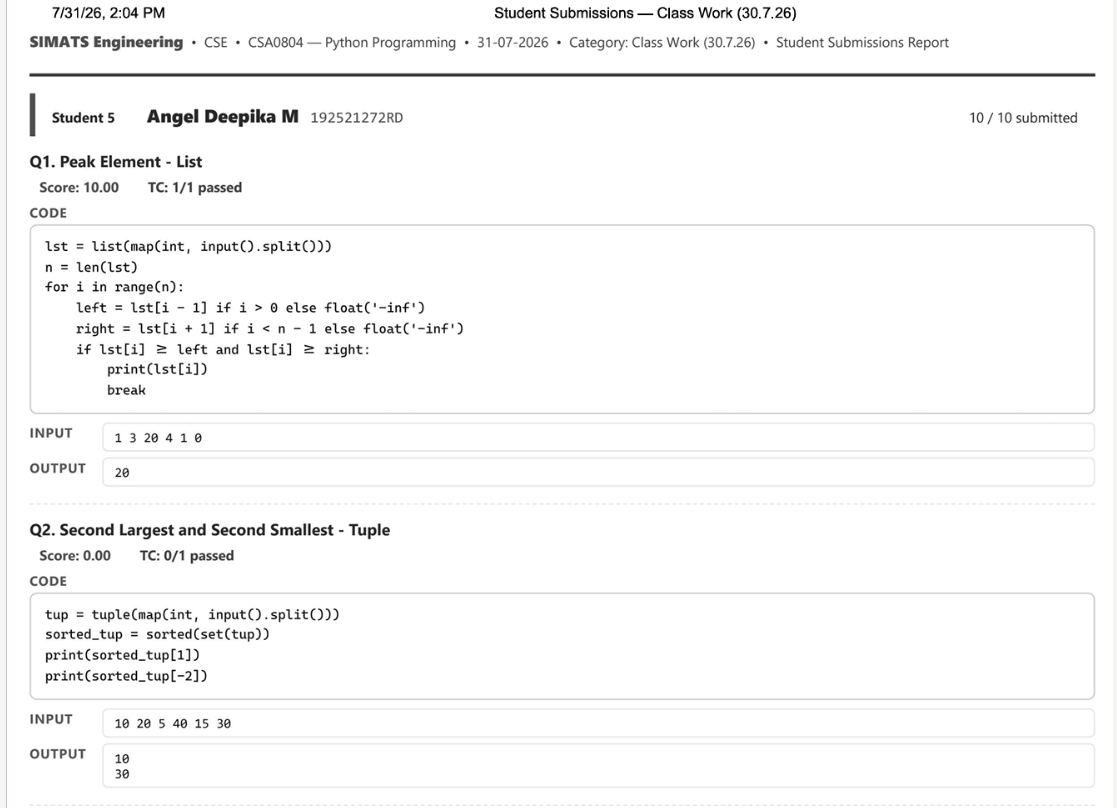 7/31/26, 2:04 PM Student Submissions — Class Work (30.7.26)
SIMATS Engineering • CSE • CSA0804 — Python Programming • 31-07-2026 • Category: Class Work (30.7.26) • Student Submissions Report
Student 5 Angel Deepika M 192521272RD 10 / 10 submitted
Q1. Peak Element - List
Score: 10.00 TC: 1/1 passed
CODE
lst = list(map(int, input().split()))
n = len(lst)
for i in range(n):
    left = lst[i - 1] if i > 0 else float('-inf')
    right = lst[i + 1] if i < n - 1 else float('-inf')
    if lst[i] ≥ left and lst[i] ≥ right:
        print(lst[i])
        break
INPUT 1 3 20 4 1 0
OUTPUT 20
Q2. Second Largest and Second Smallest - Tuple
Score: 0.00 TC: 0/1 passed
CODE
tup = tuple(map(int, input().split()))
sorted_tup = sorted(set(tup))
print(sorted_tup[1])
print(sorted_tup[-2])
INPUT 10 20 5 40 15 30
OUTPUT 10
30